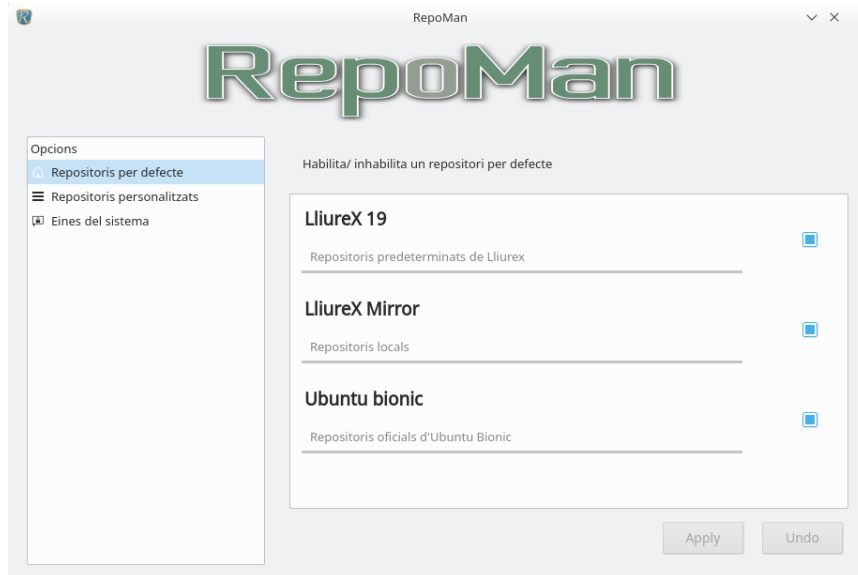 RepoMan
RepoMan
Opcions
Repositoris per defecte
Repositoris personalitzats
Eines del sistema
Habilita/ inhabilita un repositori per defecte
LliureX 19
Repositoris predeterminats de Lliurex
LliureX Mirror
Repositoris locals
Ubuntu bionic
Repositoris oficials d'Ubuntu Bionic
Apply
Undo